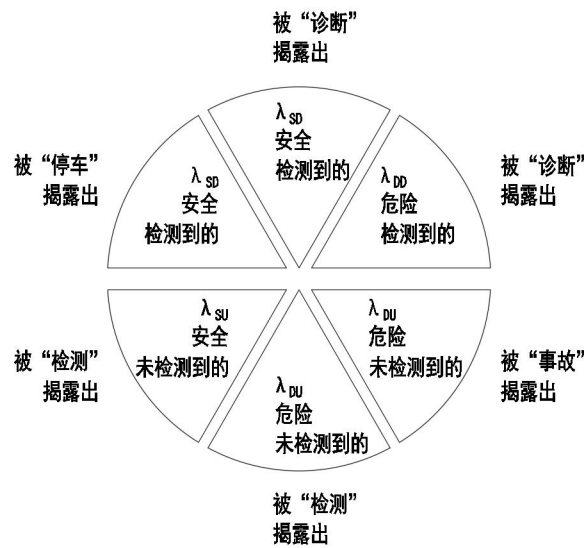 被“诊断”
揭露出
λSD
安全
检测到的
被“停车”
揭露出
λSD
安全
检测到的
λDD
危险
检测到的
被“诊断”
揭露出
被“检测”
揭露出
λSU
安全
未检测到的
λDU
危险
未检测到的
λDU
危险
未检测到的
被“事故”
揭露出
被“检测”
揭露出